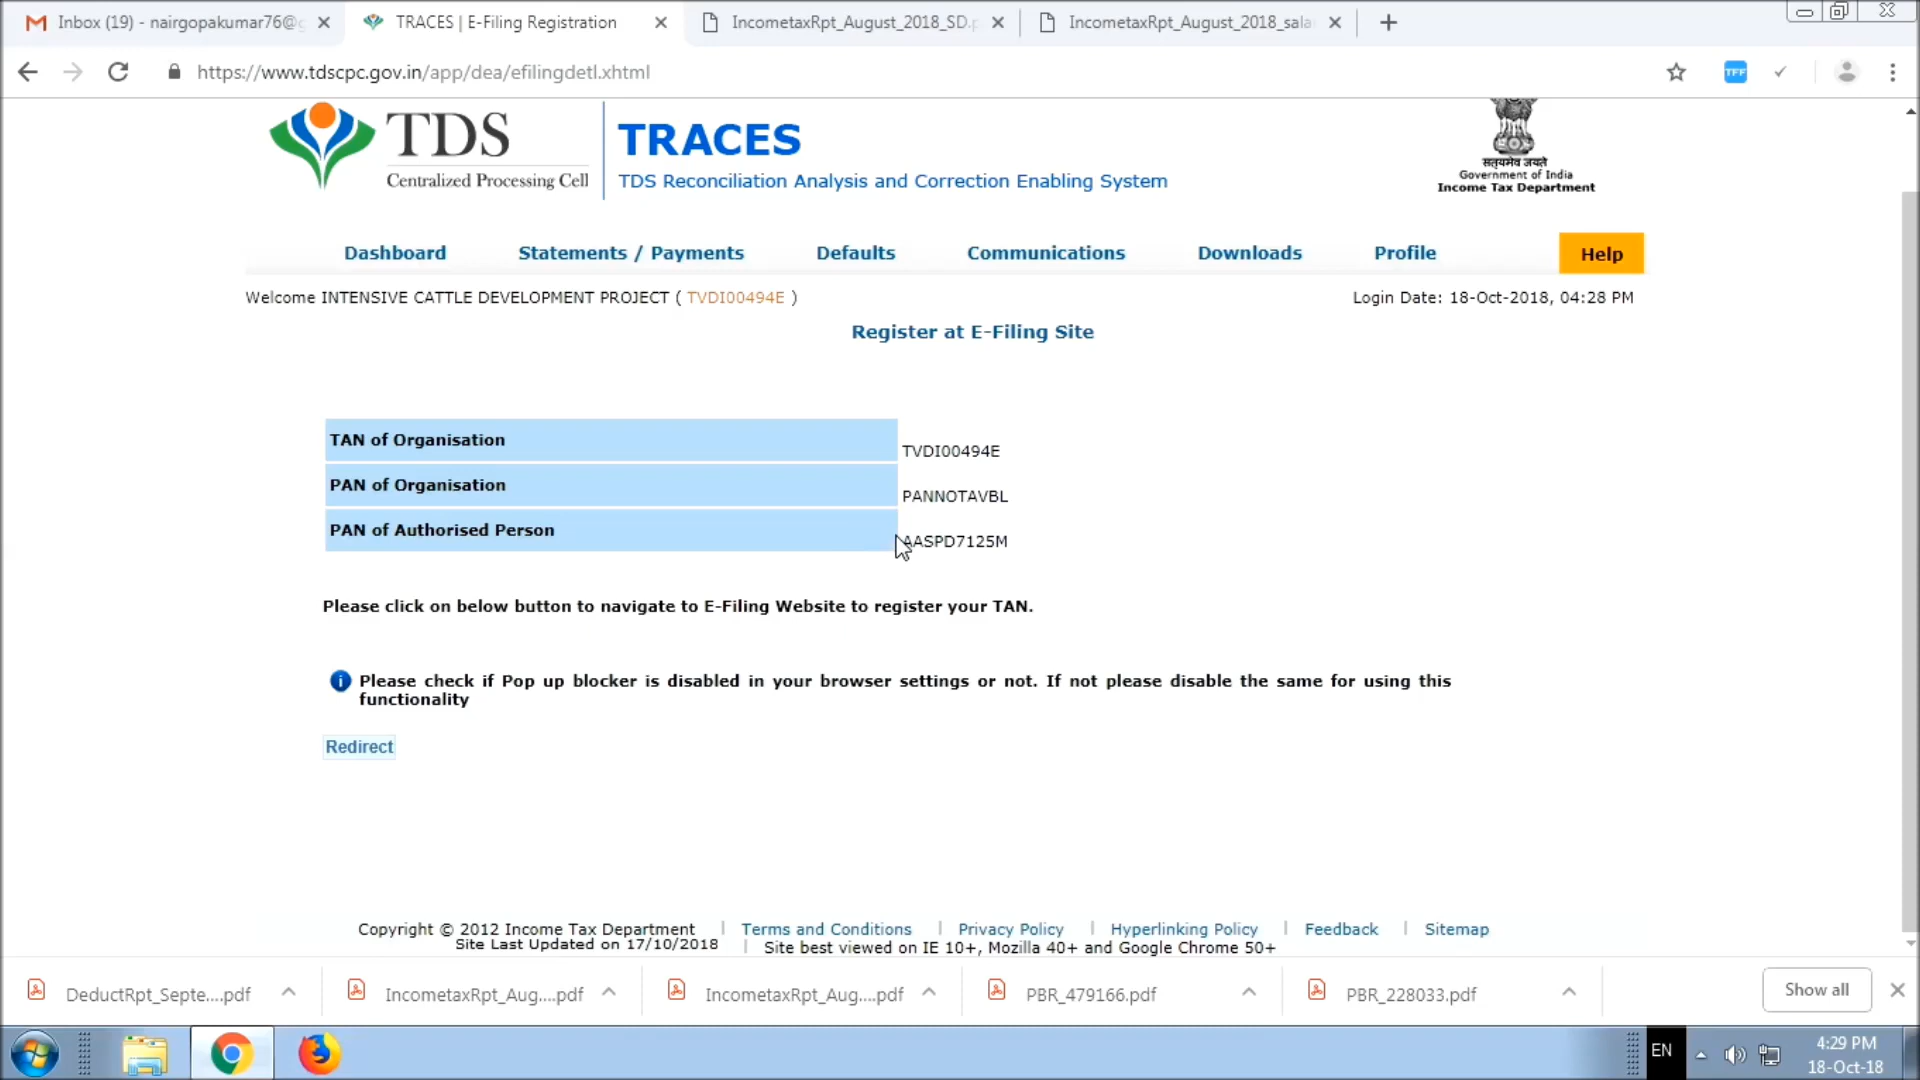 Inbox (19) - nairgopakumar76@g
TRACES | E-Filing Registration
IncometaxRpt_August_2018_SD.p
IncometaxRpt_August_2018_sala
https://www.tdscpc.gov.in/app/dea/efilingdetl.xhtml
TFF
TDS
Centralized Processing Cell
TRACES
TDS Reconciliation Analysis and Correction Enabling System
सत्यमेव जयते
Government of India
Income Tax Department
Dashboard
Statements / Payments
Defaults
Communications
Downloads
Profile
Help
Welcome INTENSIVE CATTLE DEVELOPMENT PROJECT ( TVDI00494E )
Login Date: 18-Oct-2018, 04:28 PM
Register at E-Filing Site
TAN of Organisation
TVDI00494E
PAN of Organisation
PANNOTAVBL
PAN of Authorised Person
AASPD7125M
Please click on below button to navigate to E-Filing Website to register your TAN.
Please check if Pop up blocker is disabled in your browser settings or not. If not please disable the same for using this
functionality
Redirect
Copyright © 2012 Income Tax Department
Terms and Conditions
Privacy Policy
Hyperlinking Policy
Feedback
Sitemap
Site Last Updated on 17/10/2018
Site best viewed on IE 10+, Mozilla 40+ and Google Chrome 50+
DeductRpt_Septe....pdf
IncometaxRpt_Aug....pdf
IncometaxRpt_Aug....pdf
PBR_479166.pdf
PBR_228033.pdf
Show all
EN
4:29 PM
18-Oct-18